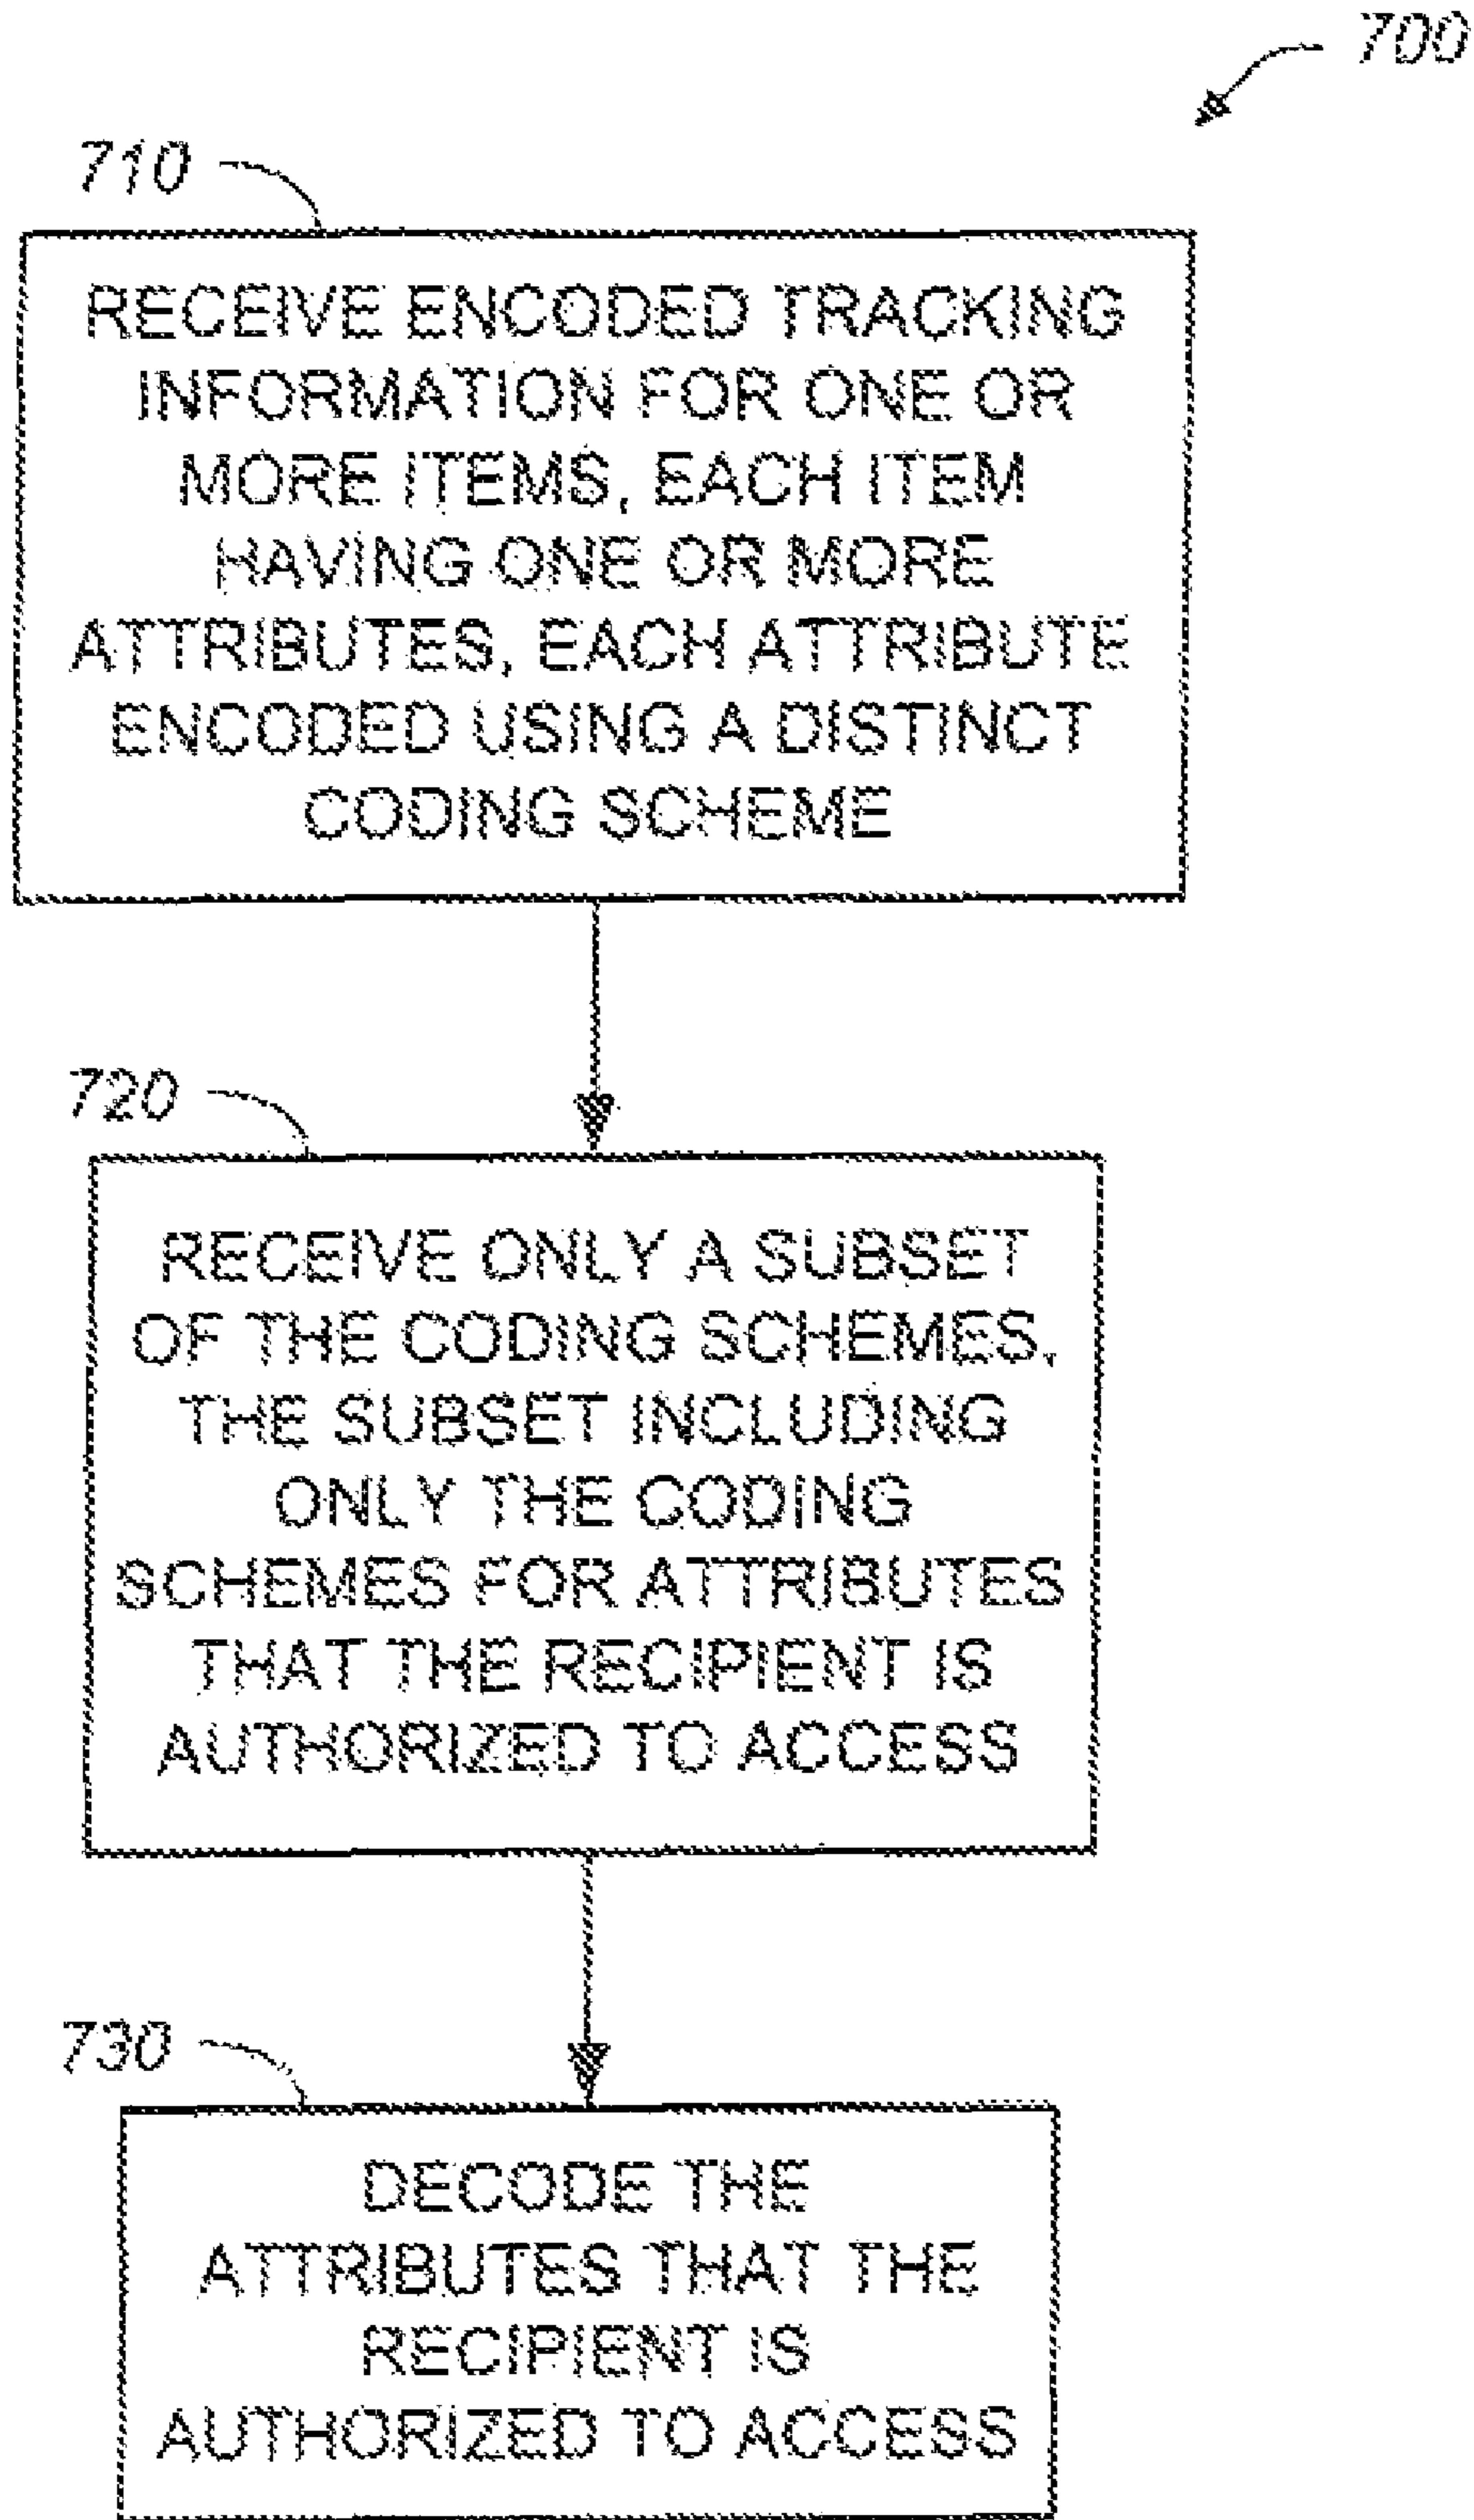 700
710
RECEIVE ENCODED TRACKING
INFORMATION FOR ONE OR
MORE ITEMS, EACH ITEM
HAVING ONE OR MORE
ATTRIBUTES, EACH ATTRIBUTE
ENCODED USING A DISTINCT
CODING SCHEME
720
RECEIVE ONLY A SUBSET
OF THE CODING SCHEMES,
THE SUBSET INCLUDING
ONLY THE CODING
SCHEMES FOR ATTRIBUTES
THAT THE RECIPIENT IS
AUTHORIZED TO ACCESS
730
DECODE THE
ATTRIBUTES THAT THE
RECIPIENT IS
AUTHORIZED TO ACCESS